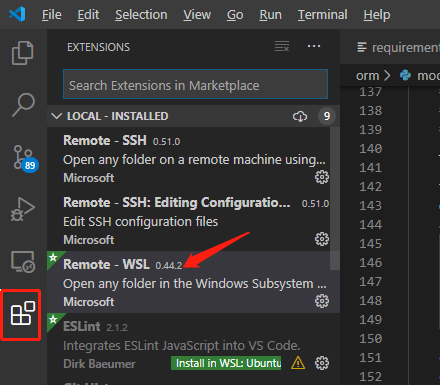 File Edit Selection View Go Run Terminal Help
EXTENSIONS
requirement
Search Extensions in Marketplace
orm > mod
LOCAL - INSTALLED 9
Remote - SSH 0.51.0
Open any folder on a remote machine using...
Microsoft
Remote - SSH: Editing Configuratio... 0.51.0
Edit SSH configuration files
Microsoft
89
Remote - WSL 0.44.2
Open any folder in the Windows Subsystem ...
Microsoft
ESLint 2.1.2
Integrates ESLint JavaScript into VS Code.
Dirk Baeumer Install in WSL: Ubuntu
137
138
139
140
141
142
143
144
145
146
147
148
149
150
151
152